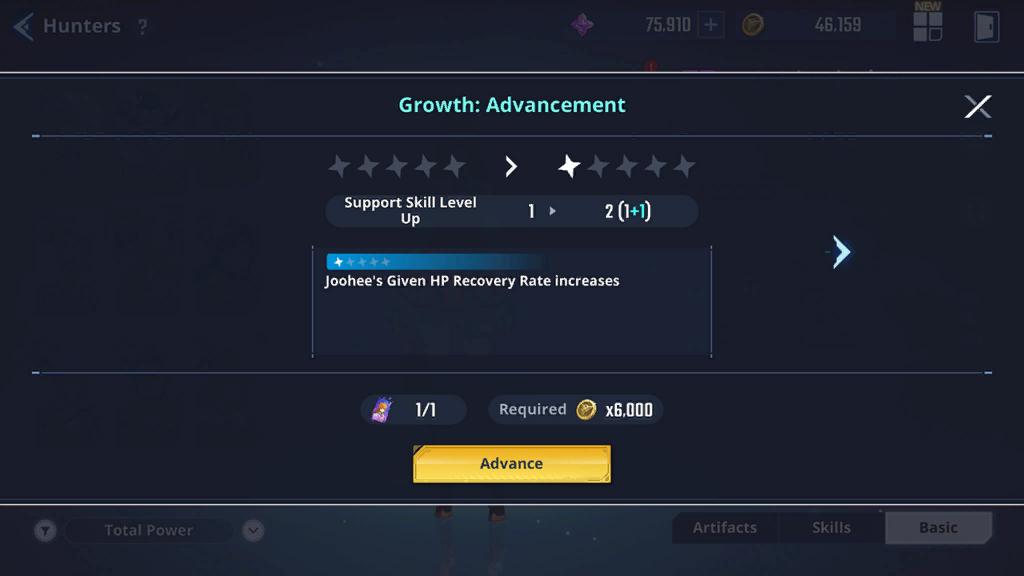 Hunters ?
75,910 +
46,159
NEW
Growth: Advancement
Support Skill Level
Up
1
2 (1+1)
Joohee's Given HP Recovery Rate increases
1/1
Required x6,000
Advance
Total Power
Artifacts
Skills
Basic